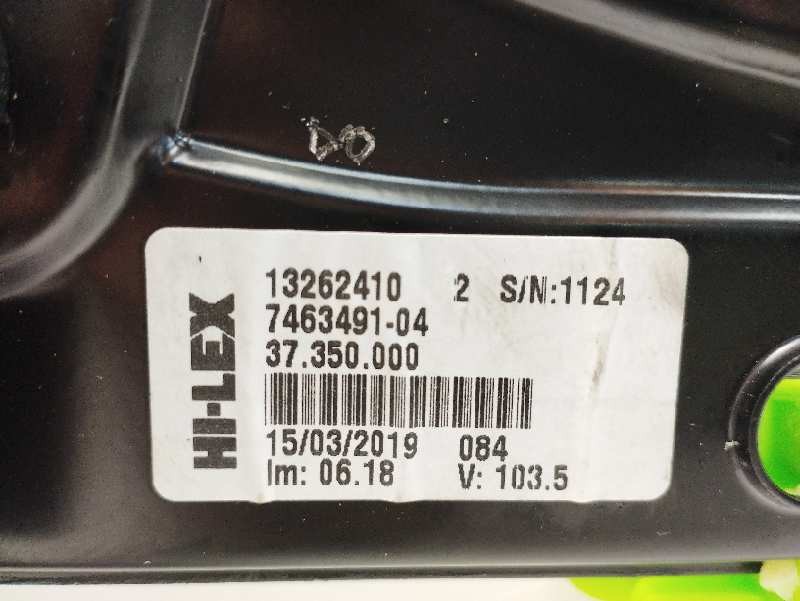 HI-LEX
13262410 2 S/N:1124
7463491-04
37.350.000
15/03/2019 084
Im: 06.18 V: 103.5